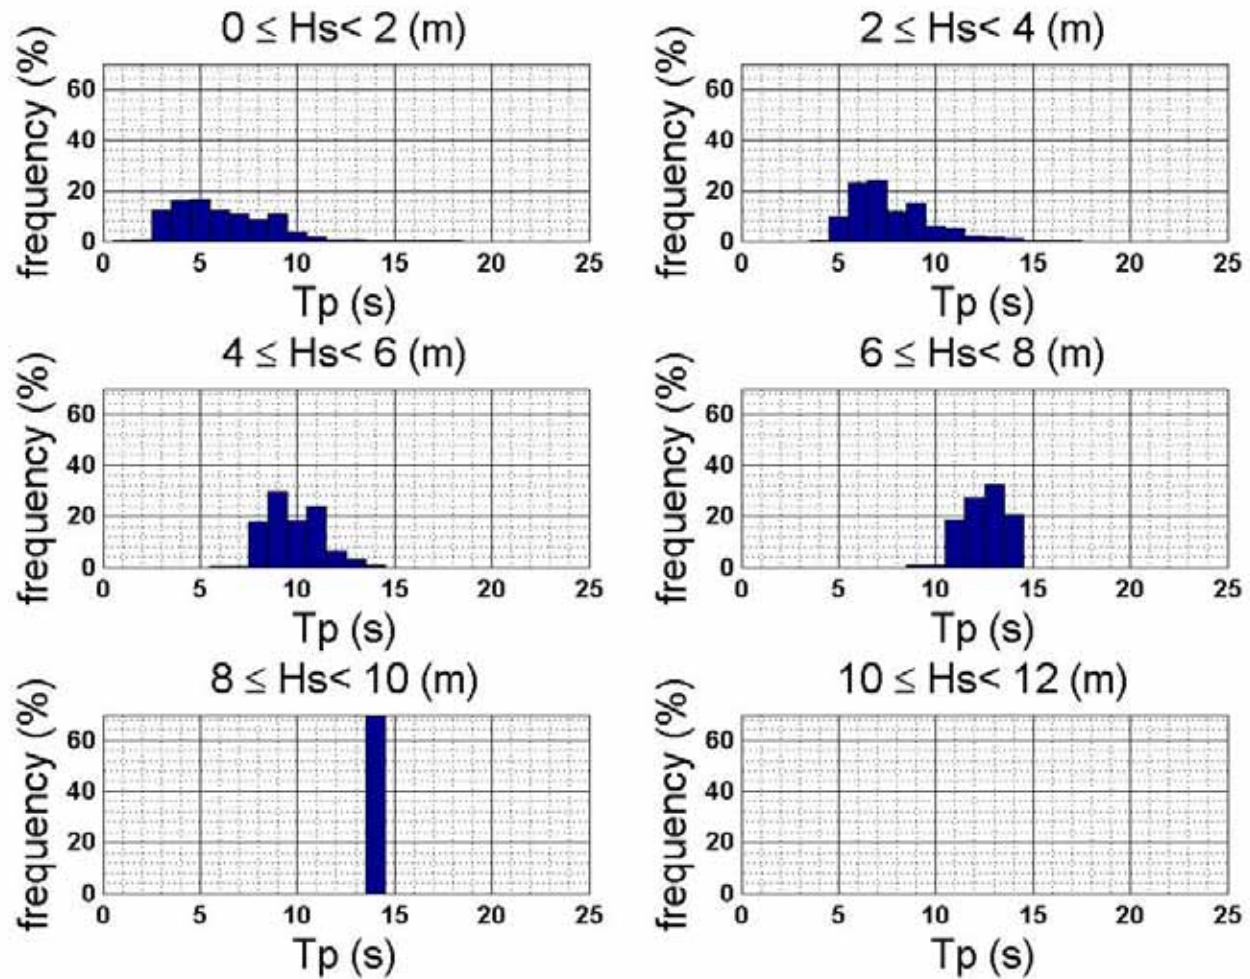 0 ≤ Hs< 2 (m)
frequency (%)
60
40
20
0
0 5 10 15 20 25
Tp (s)
2 ≤ Hs< 4 (m)
frequency (%)
60
40
20
0
0 5 10 15 20 25
Tp (s)
4 ≤ Hs< 6 (m)
frequency (%)
60
40
20
0
0 5 10 15 20 25
Tp (s)
6 ≤ Hs< 8 (m)
frequency (%)
60
40
20
0
0 5 10 15 20 25
Tp (s)
8 ≤ Hs< 10 (m)
frequency (%)
60
40
20
0
0 5 10 15 20 25
Tp (s)
10 ≤ Hs< 12 (m)
frequency (%)
60
40
20
0
0 5 10 15 20 25
Tp (s)